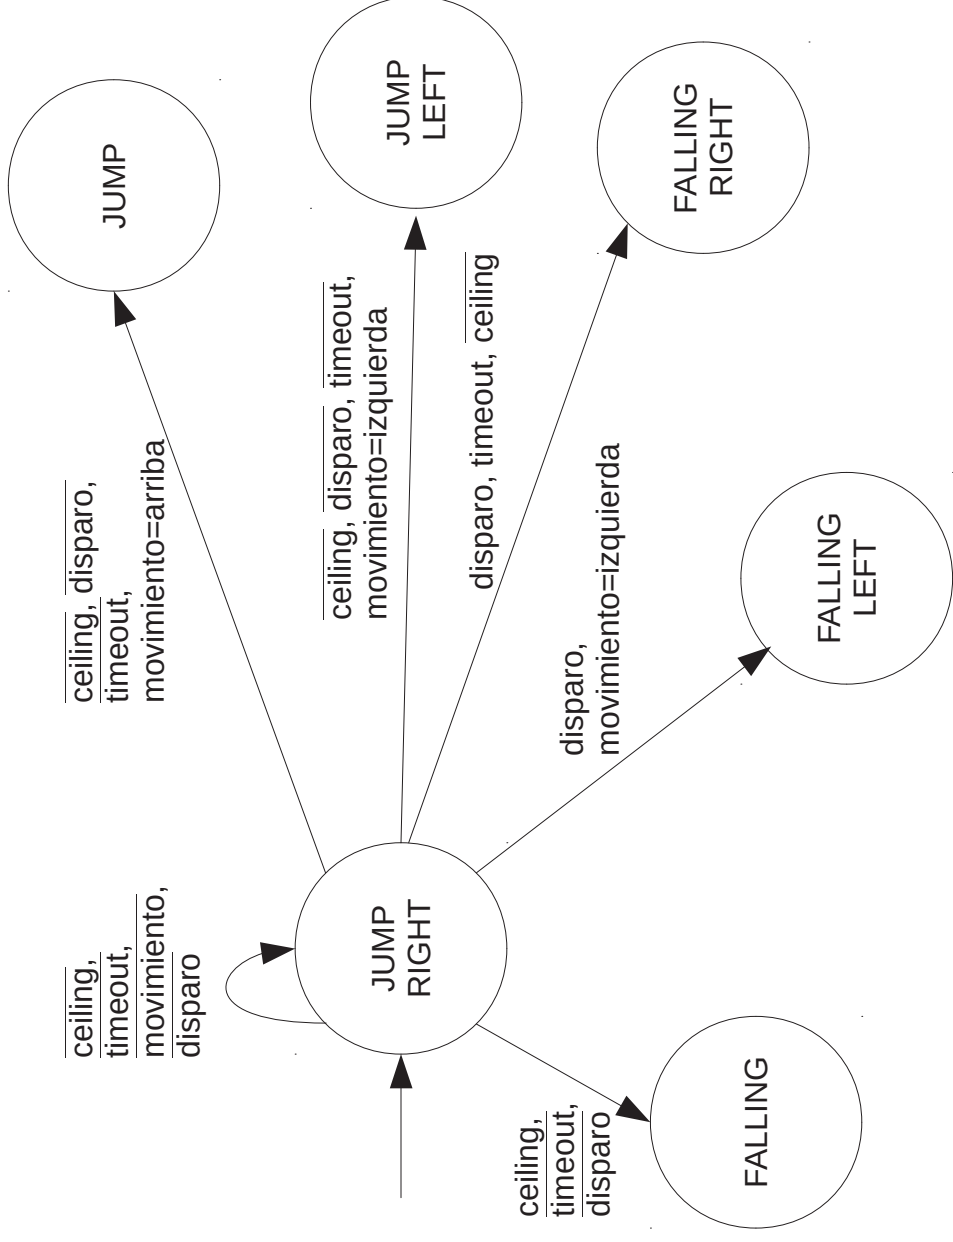 ceiling,
timeout,
movimiento,
disparo
ceiling, disparo,
timeout,
movimiento=arriba
JUMP
ceiling, disparo, timeout,
movimiento=izquierda
JUMP
LEFT
JUMP
RIGHT
disparo, timeout, ceiling
FALLING
RIGHT
ceiling,
timeout,
disparo
disparo,
movimiento=izquierda
FALLING
FALLING
LEFT